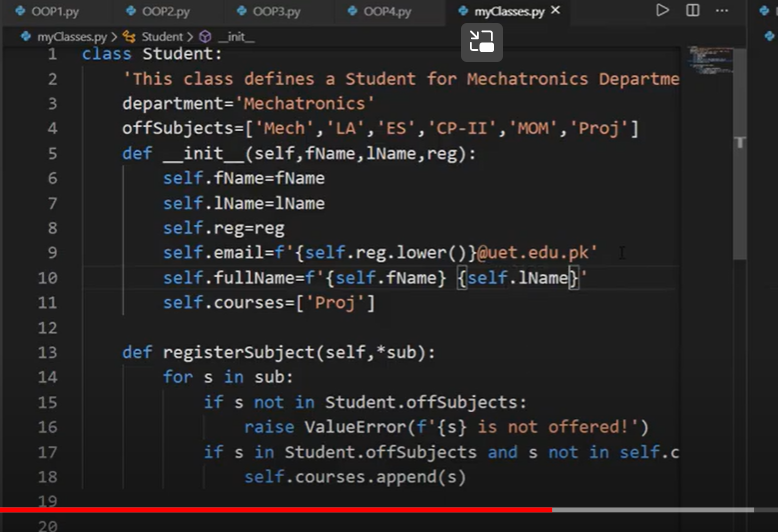 OOP1.py OOP2.py OOP3.py OOP4.py myClasses.py
myClasses.py > Student > __init__
1 class Student:
2 'This class defines a Student for Mechatronics Departme
3 department='Mechatronics'
4 offSubjects=['Mech','LA','ES','CP-II','MOM','Proj']
5 def __init__(self,fName,lName,reg):
6 self.fName=fName
7 self.lName=lName
8 self.reg=reg
9 self.email=f'{self.reg.lower()}@uet.edu.pk'
10 self.fullName=f'{self.fName} {self.lName}'
11 self.courses=['Proj']
12
13 def registerSubject(self,*sub):
14 for s in sub:
15 if s not in Student.offSubjects:
16 raise ValueError(f'{s} is not offered!')
17 if s in Student.offSubjects and s not in self.c
18 self.courses.append(s)
19
20